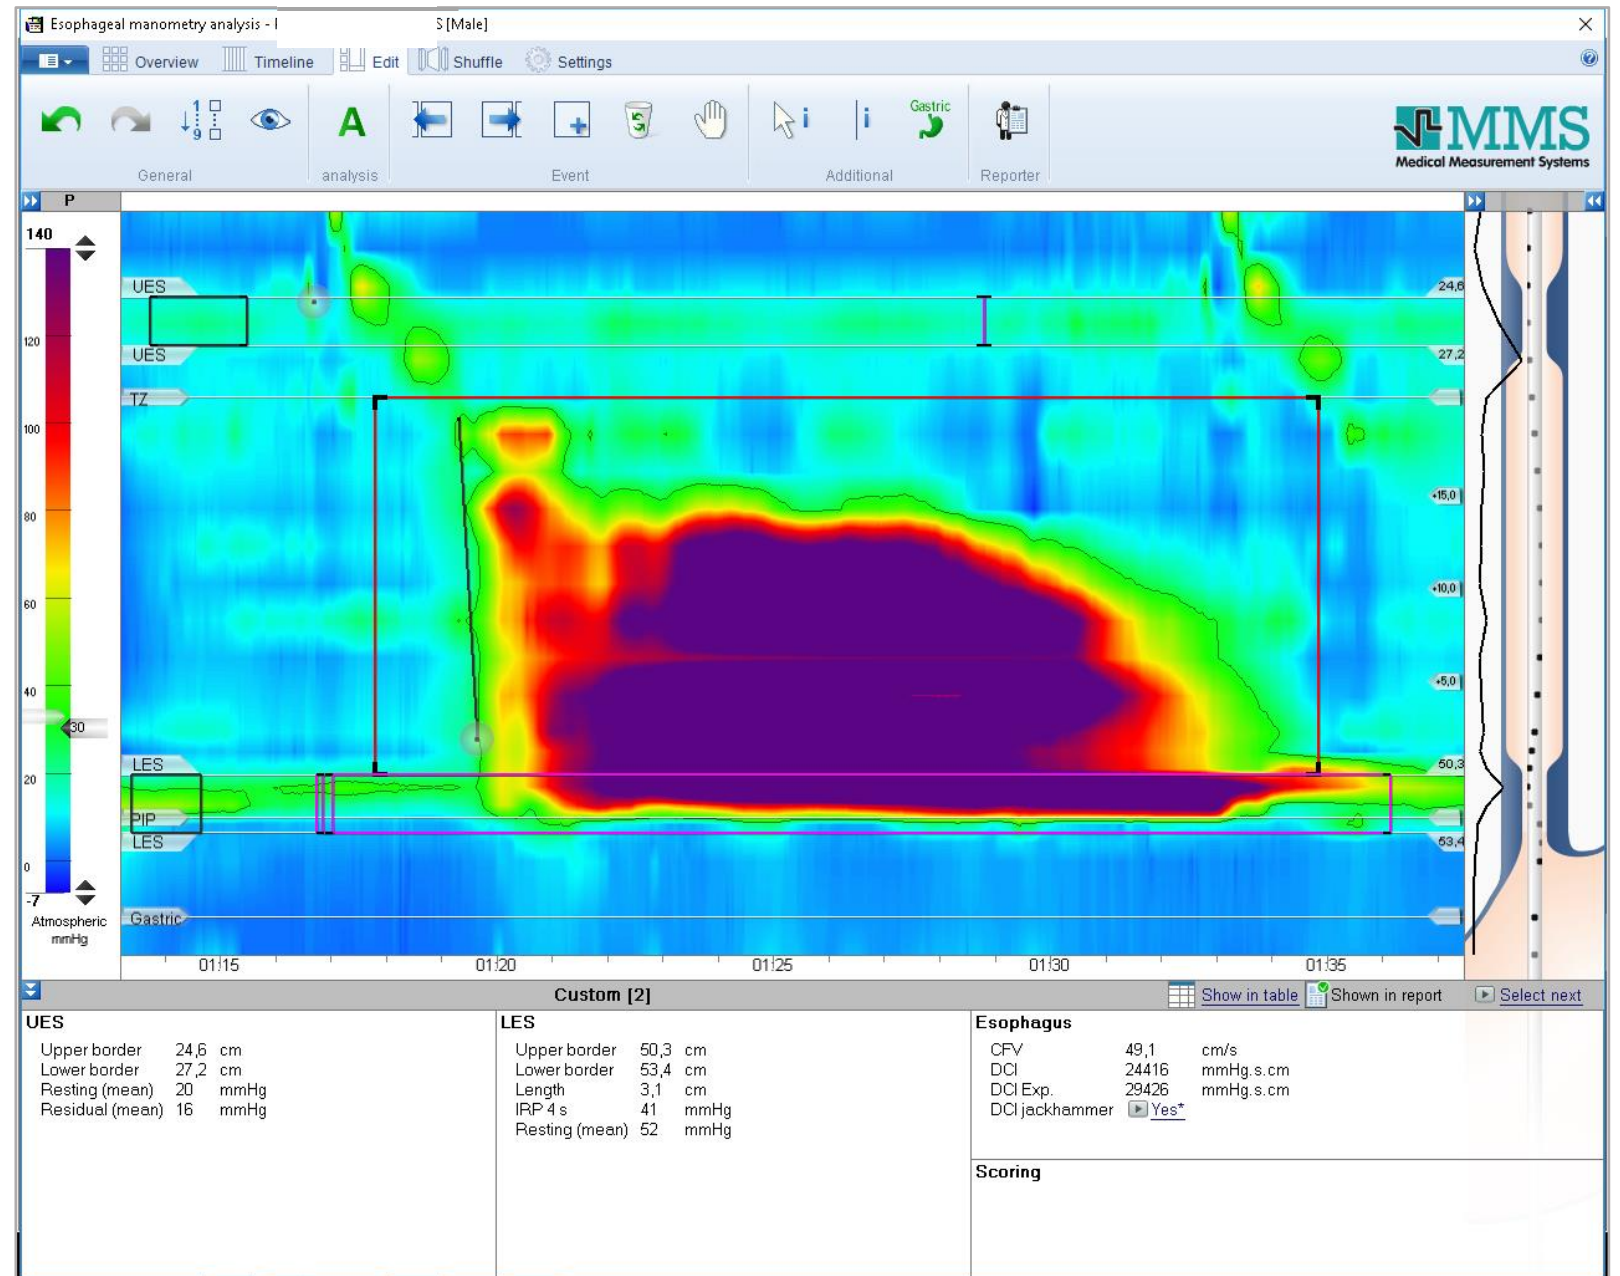 Esophageal manometry analysis - S [Male]
Overview Timeline Edit Shuffle Settings
1 9
A
i i Gastric
General analysis Event Additional Reporter
MMS
Medical Measurement Systems
P
140
120
100
80
60
40
30
20
0
-7
Atmospheric
mmHg
UES 24,6
UES 27,2
TZ
+15,0
+10,0
+5,0
LES 50,3
PIP
LES 53,4
Gastric
01:15 01:20 01:25 01:30 01:35
Custom [2] Show in table Shown in report Select next
UES
Upper border 24,6 cm
Lower border 27,2 cm
Resting (mean) 20 mmHg
Residual (mean) 16 mmHg
LES
Upper border 50,3 cm
Lower border 53,4 cm
Length 3,1 cm
IRP 4 s 41 mmHg
Resting (mean) 52 mmHg
Esophagus
CFV 49,1 cm/s
DCI 24416 mmHg.s.cm
DCI Exp. 29426 mmHg.s.cm
DCI jackhammer Yes*
Scoring